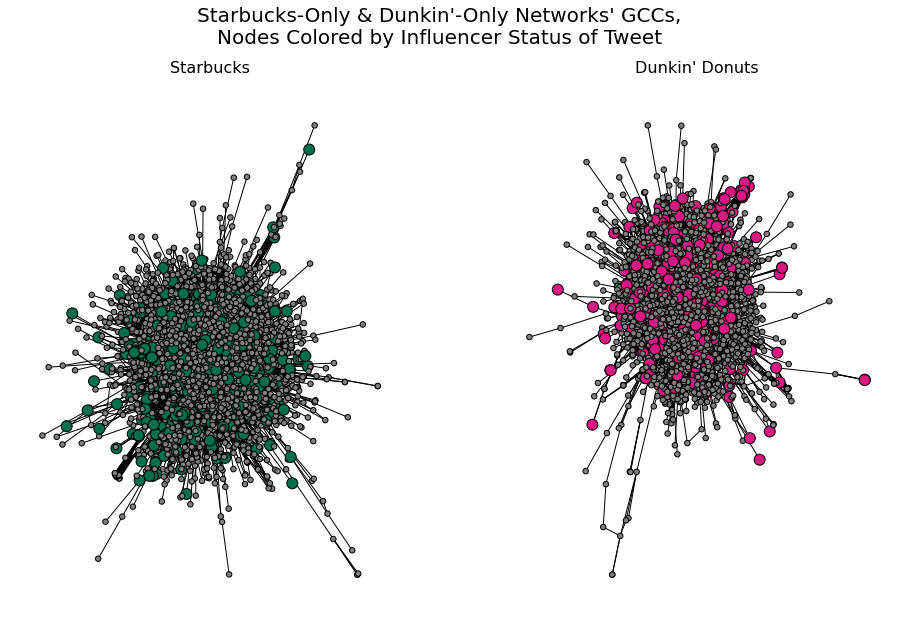 Starbucks-Only & Dunkin'-Only Networks' GCCs,
Nodes Colored by Influencer Status of Tweet
Starbucks
Dunkin' Donuts